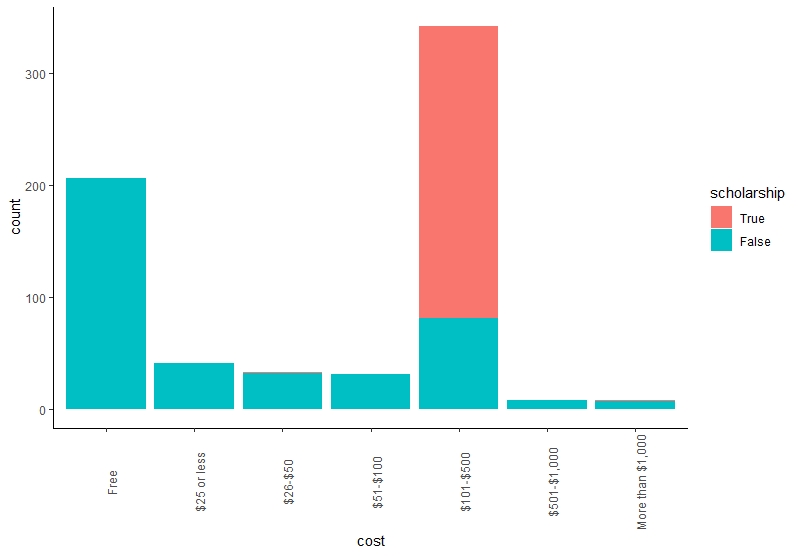 300
200
100
0
count
Free
$25 or less
$26-$50
$51-$100
$101-$500
$501-$1,000
More than $1,000
cost
scholarship
True
False